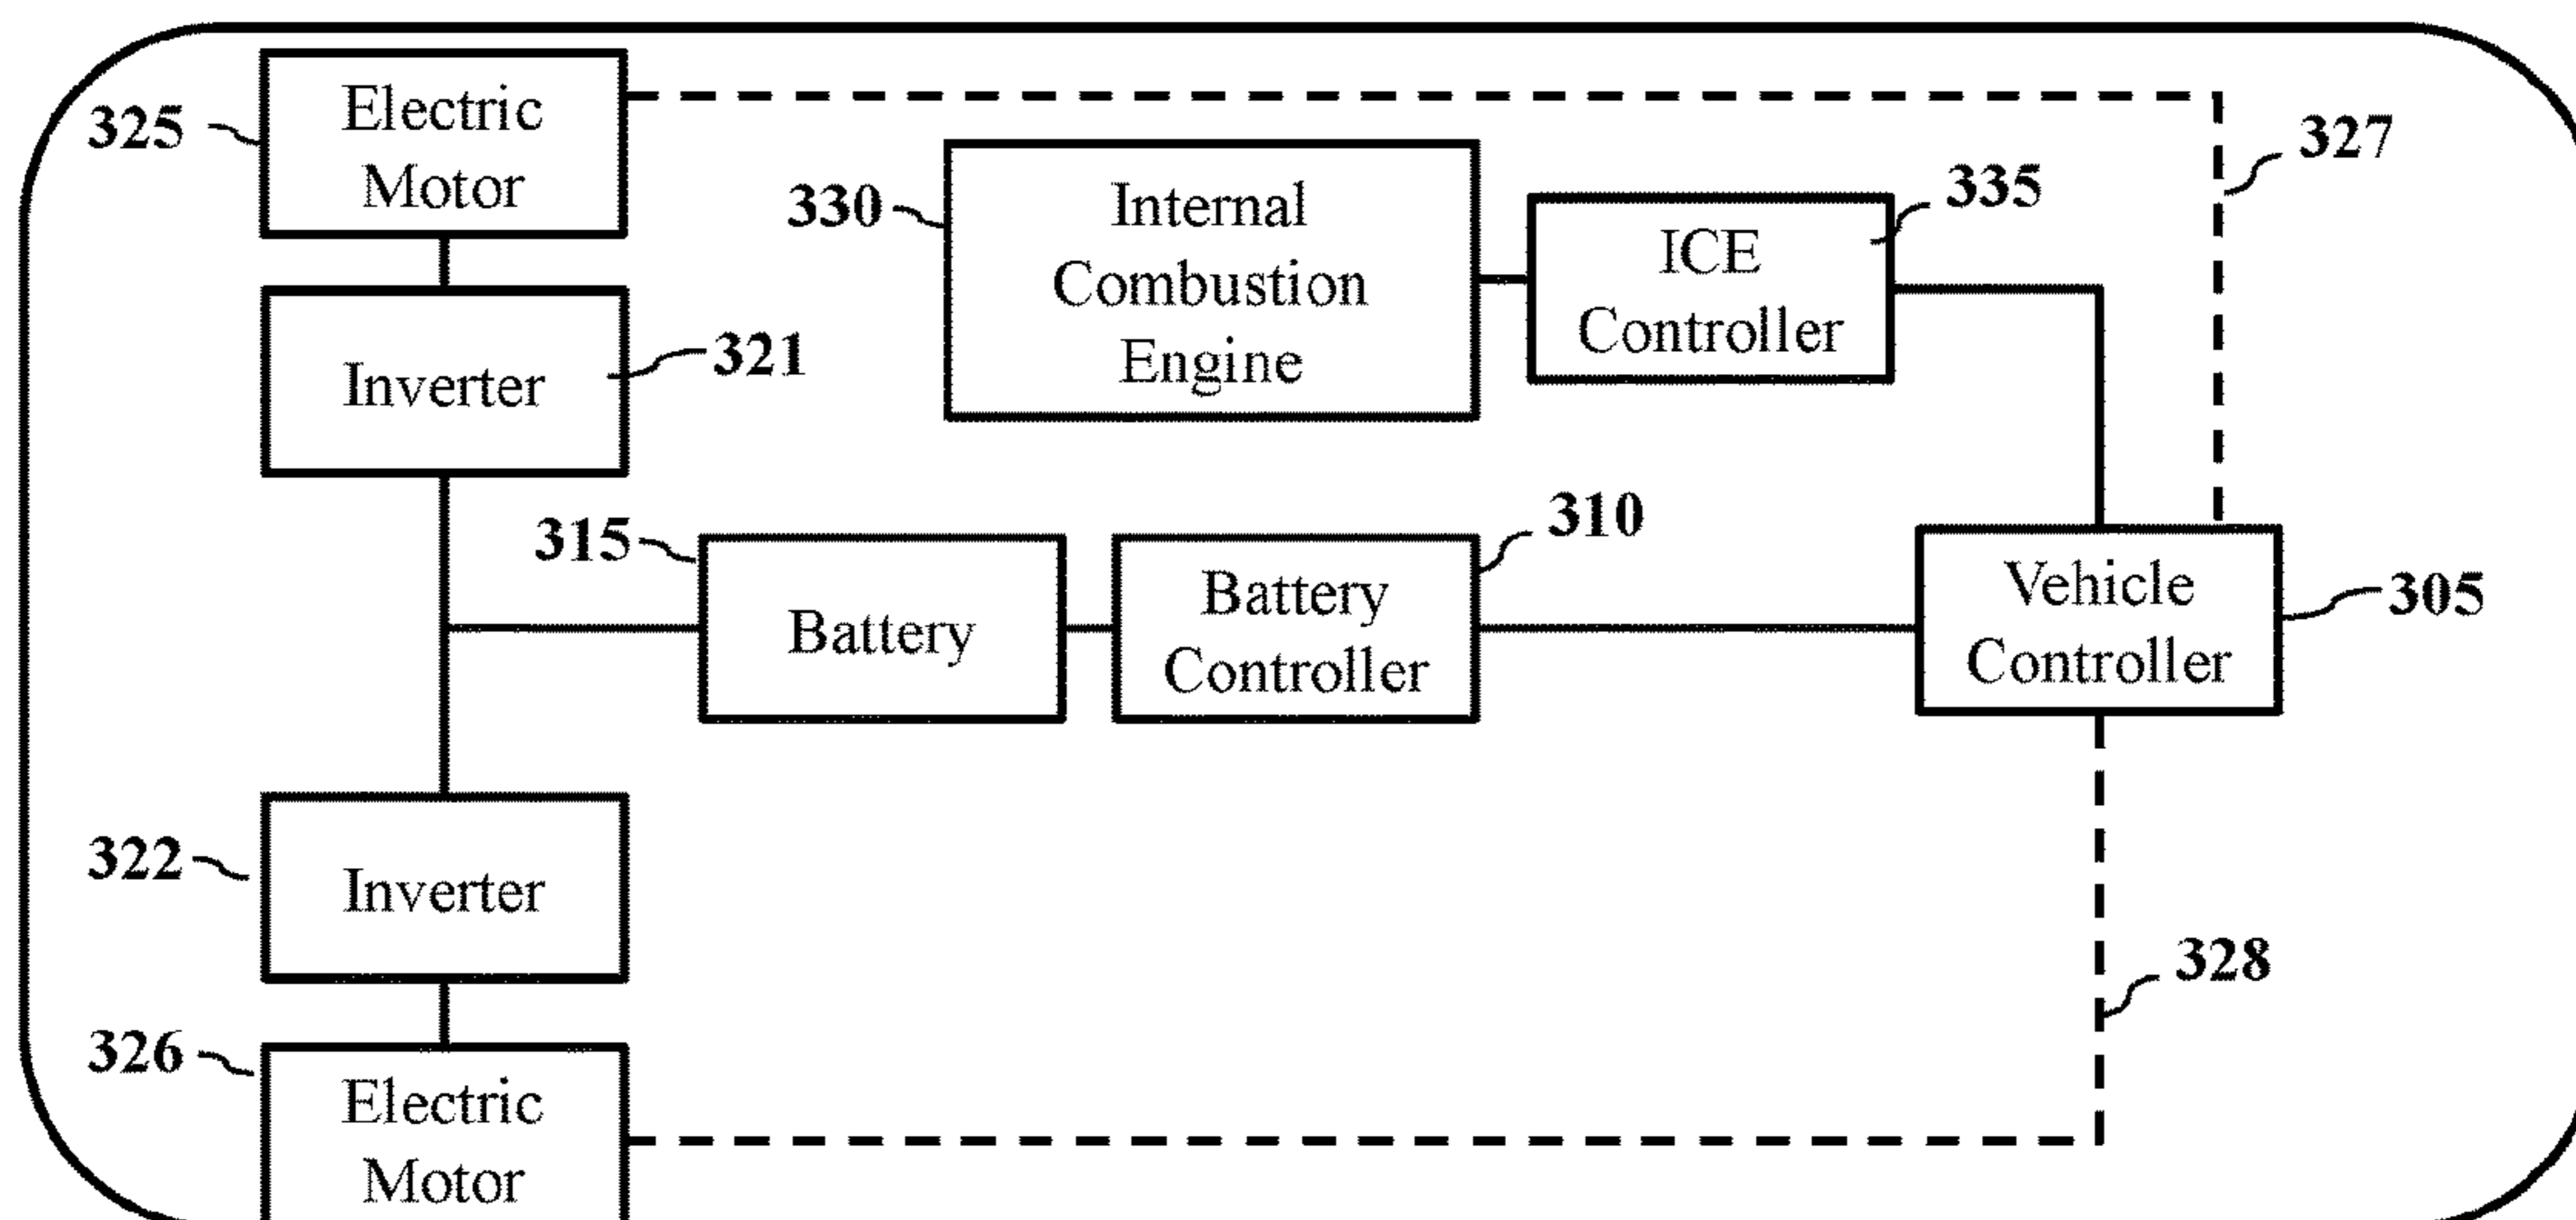 325
Electric
Motor
327
330
Internal
Combustion
Engine
335
ICE
Controller
Inverter
321
315
Battery
310
Battery
Controller
Vehicle
Controller
305
322
Inverter
328
326
Electric
Motor